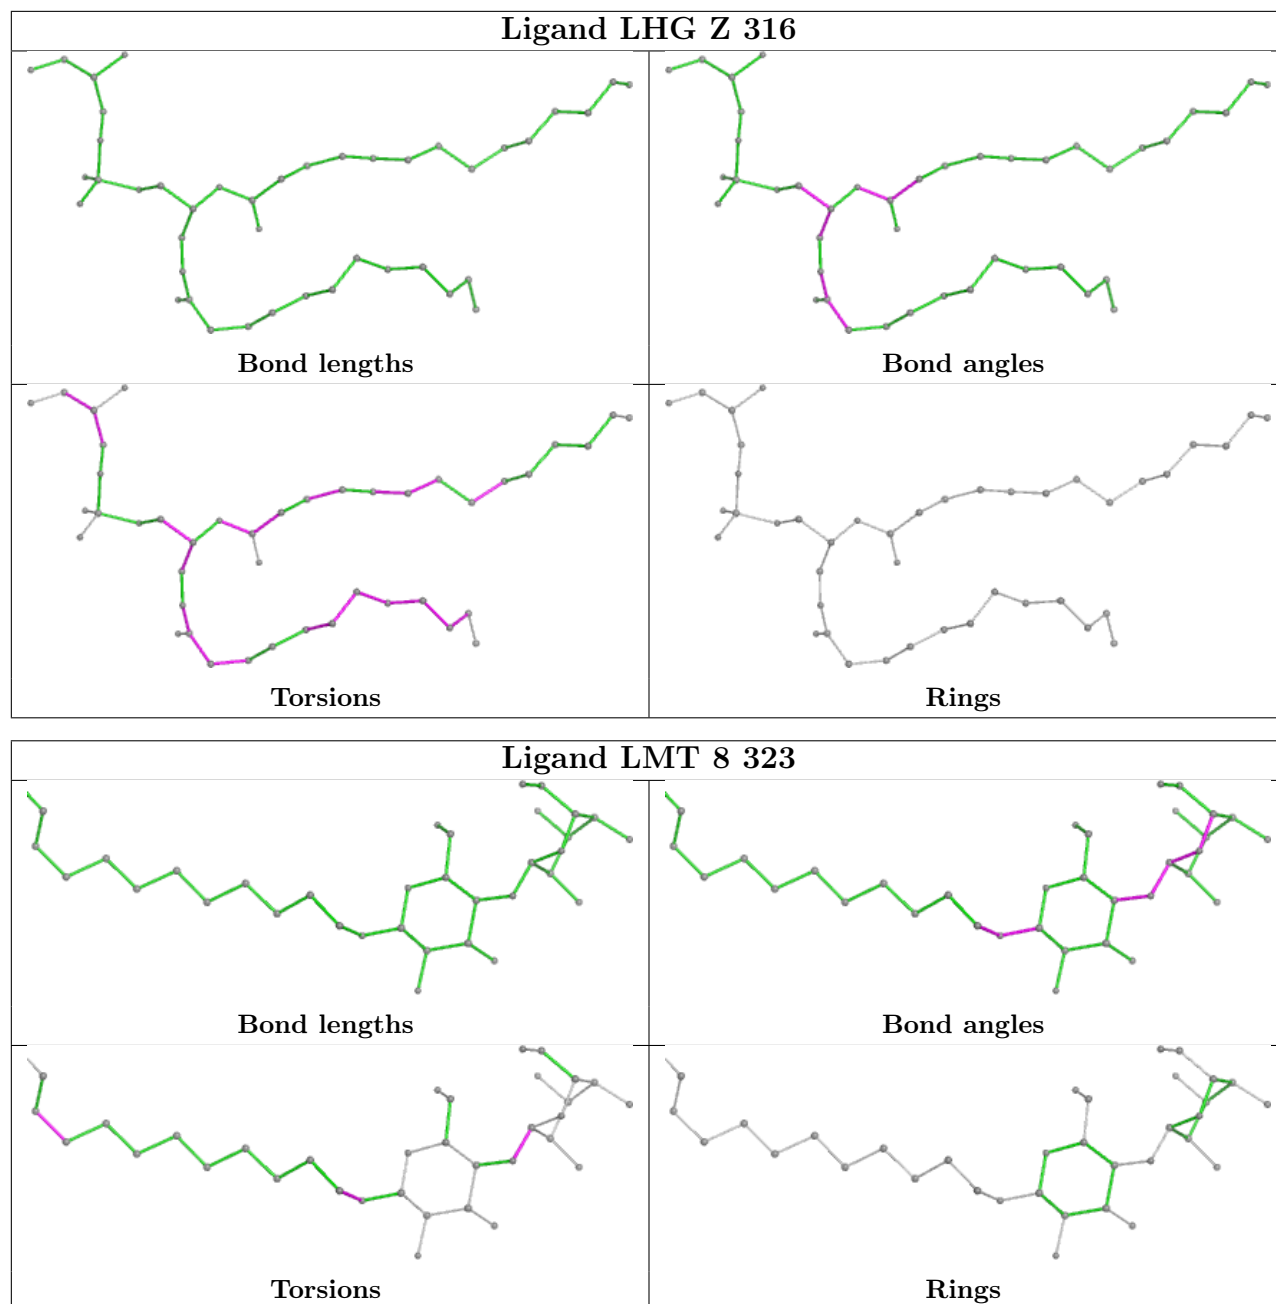 Ligand LHG Z 316
Bond lengths
Bond angles
Torsions
Rings
Ligand LMT 8 323
Bond lengths
Bond angles
Torsions
Rings